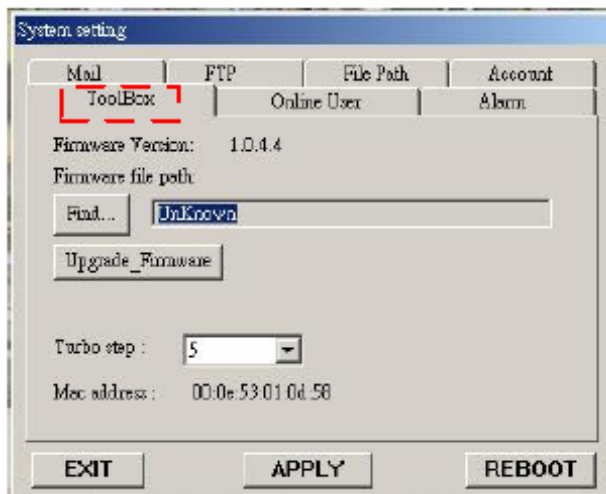 System setting
Mail FTP File Path Account
ToolBox Online User Alarm
Firmware Version: 1.0.4.4
Firmware file path:
Find... UnKnown
Upgrade_Firmware
Turbo step : 5
Mac address : 00:0e:53:01:0d:58
EXIT APPLY REBOOT